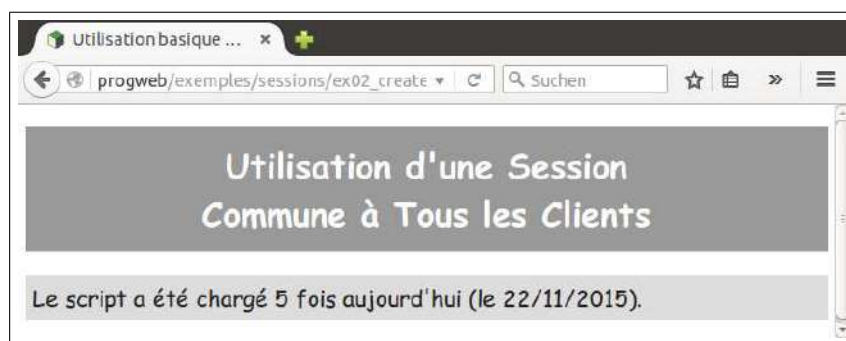 Utilisation basique ...
progweb/exemples/sessions/ex02_create
Suchen
Utilisation d'une Session
Commune à Tous les Clients
Le script a été chargé 5 fois aujourd'hui (le 22/11/2015).